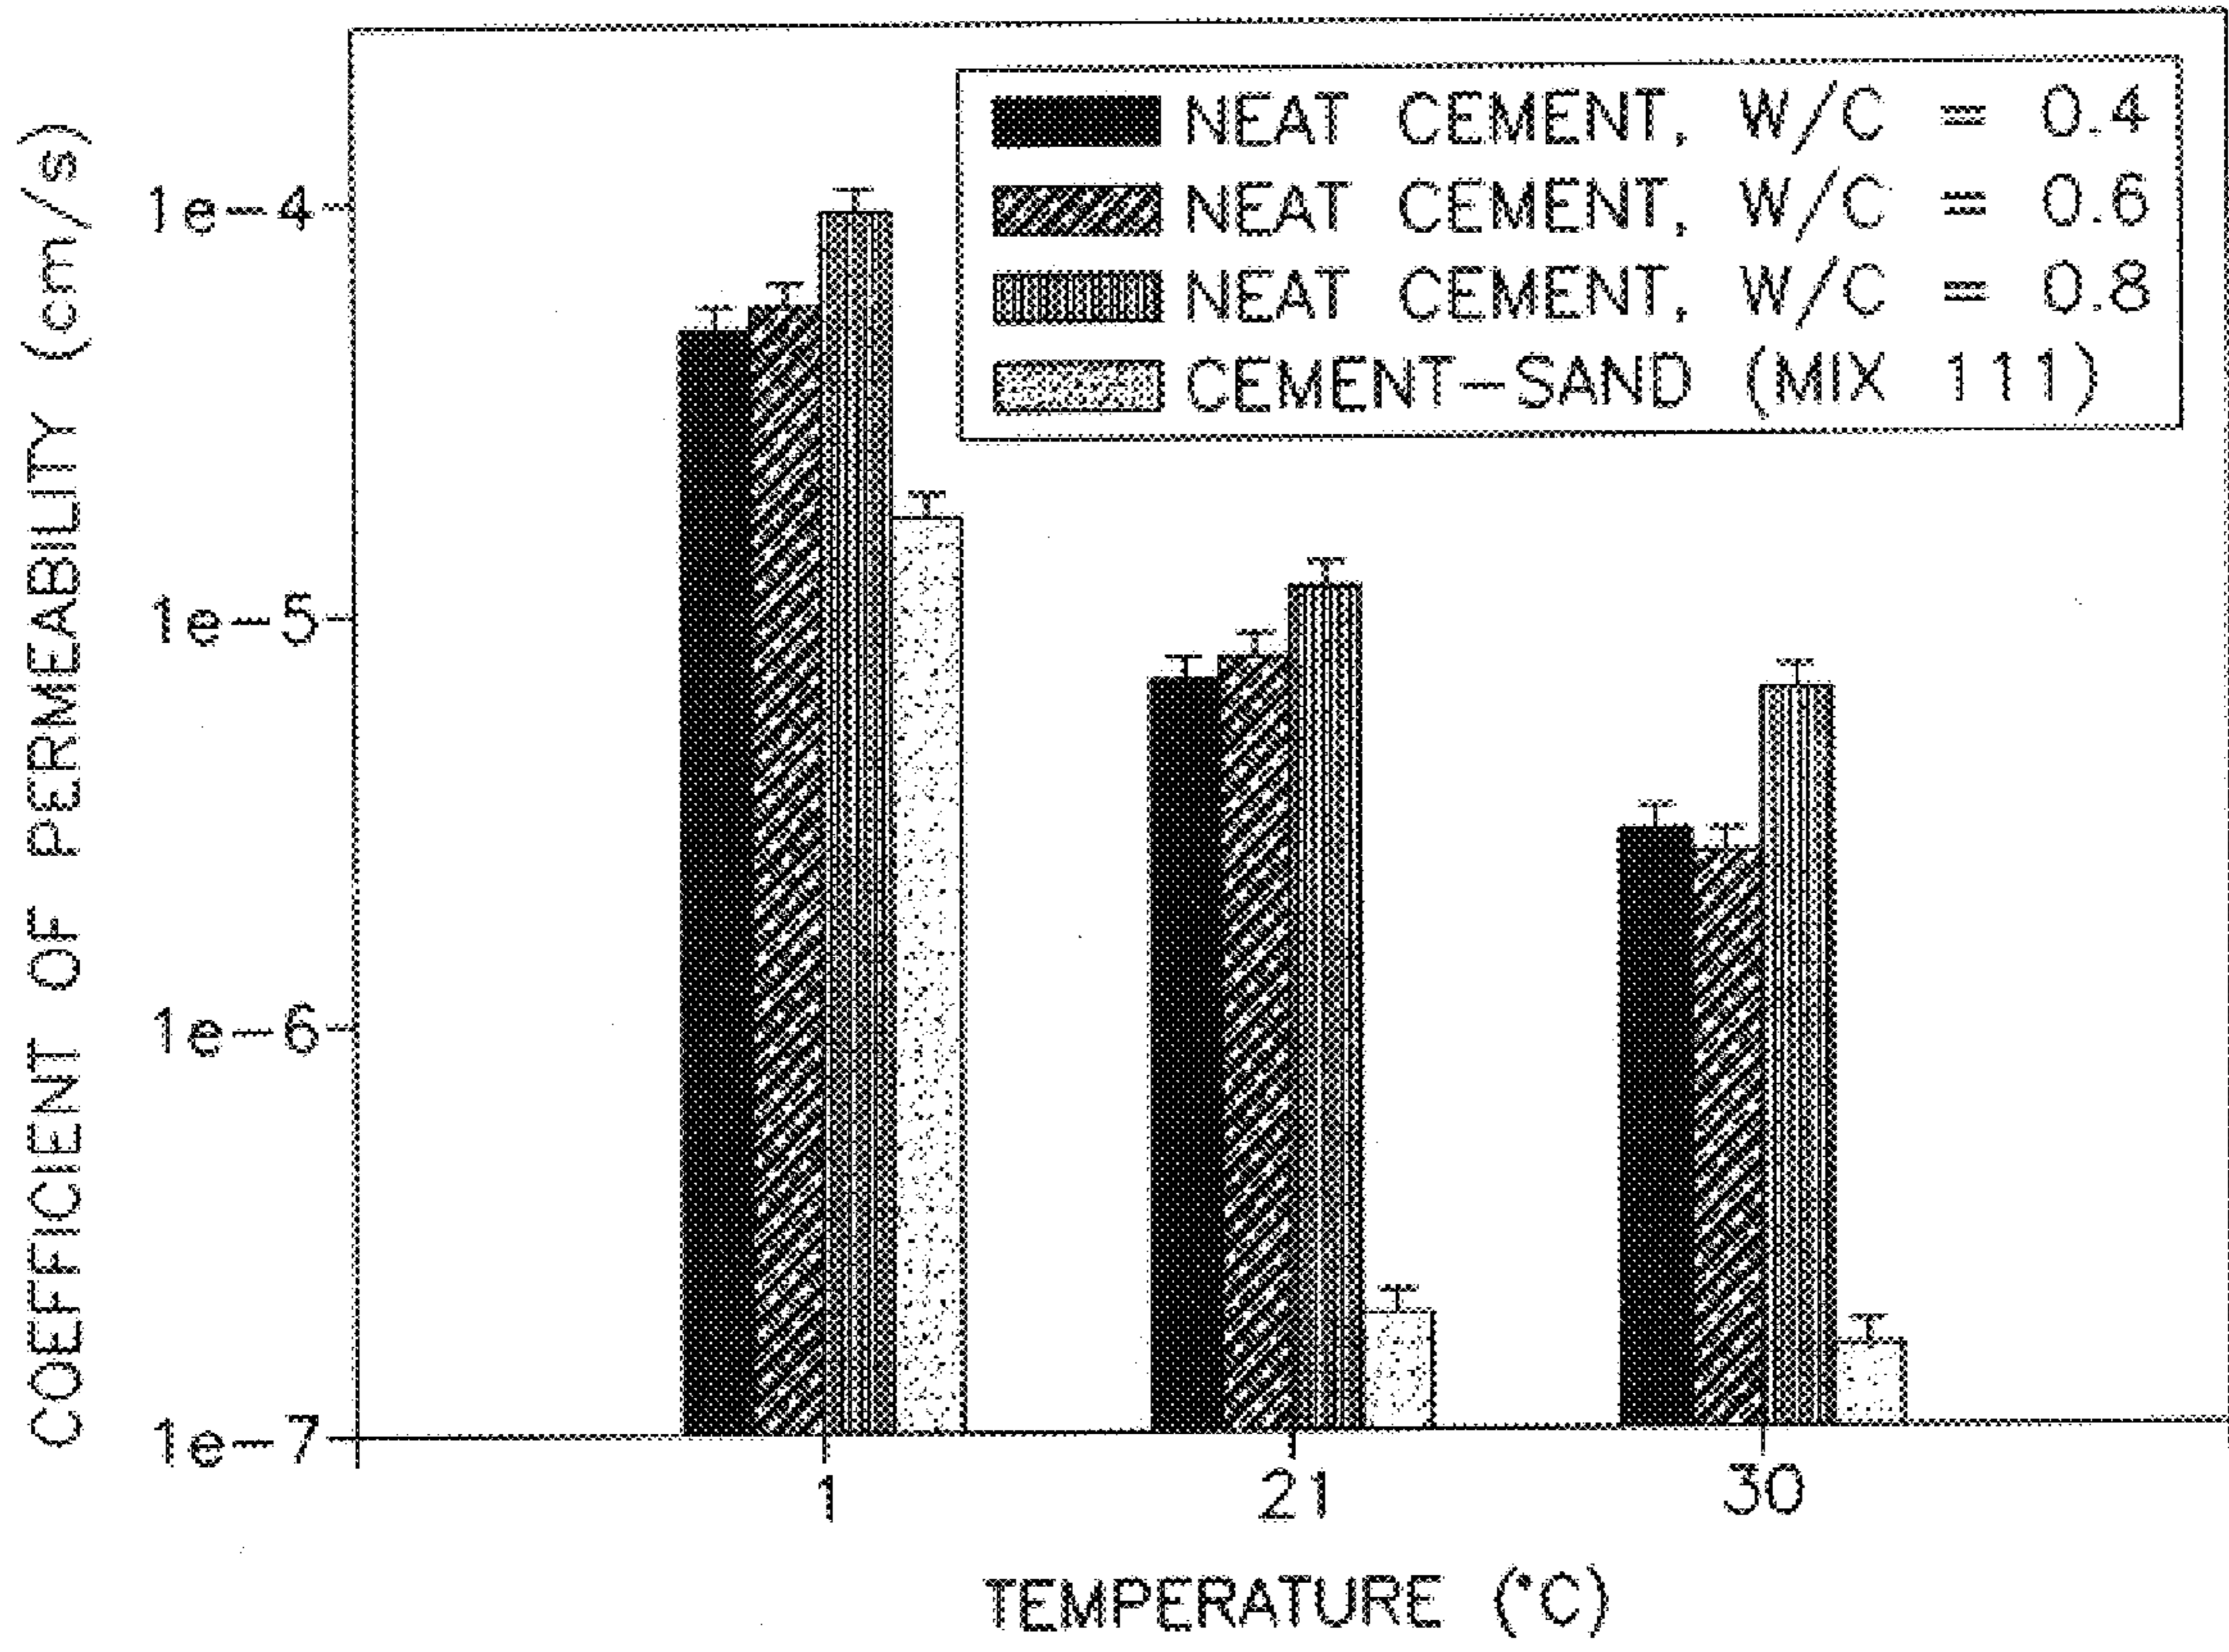 COEFFICIENT OF PERMEABILITY (cm/s)
1e-4
1e-5
1e-6
1e-7
NEAT CEMENT, W/C = 0.4
NEAT CEMENT, W/C = 0.6
NEAT CEMENT, W/C = 0.8
CEMENT-SAND (MIX 111)
1 21 30
TEMPERATURE (°C)